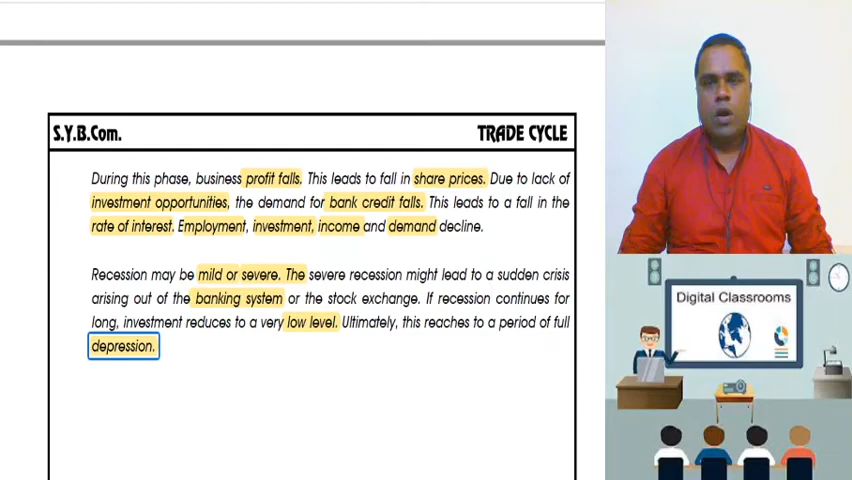 S.Y.B.Com. TRADE CYCLE
During this phase, business profit falls. This leads to fall in share prices. Due to lack of
investment opportunities, the demand for bank credit falls. This leads to a fall in the
rate of interest. Employment, investment, income and demand decline.
Recession may be mild or severe. The severe recession might lead to a sudden crisis
arising out of the banking system or the stock exchange. If recession continues for
long, investment reduces to a very low level. Ultimately, this reaches to a period of full
depression.
Digital Classrooms